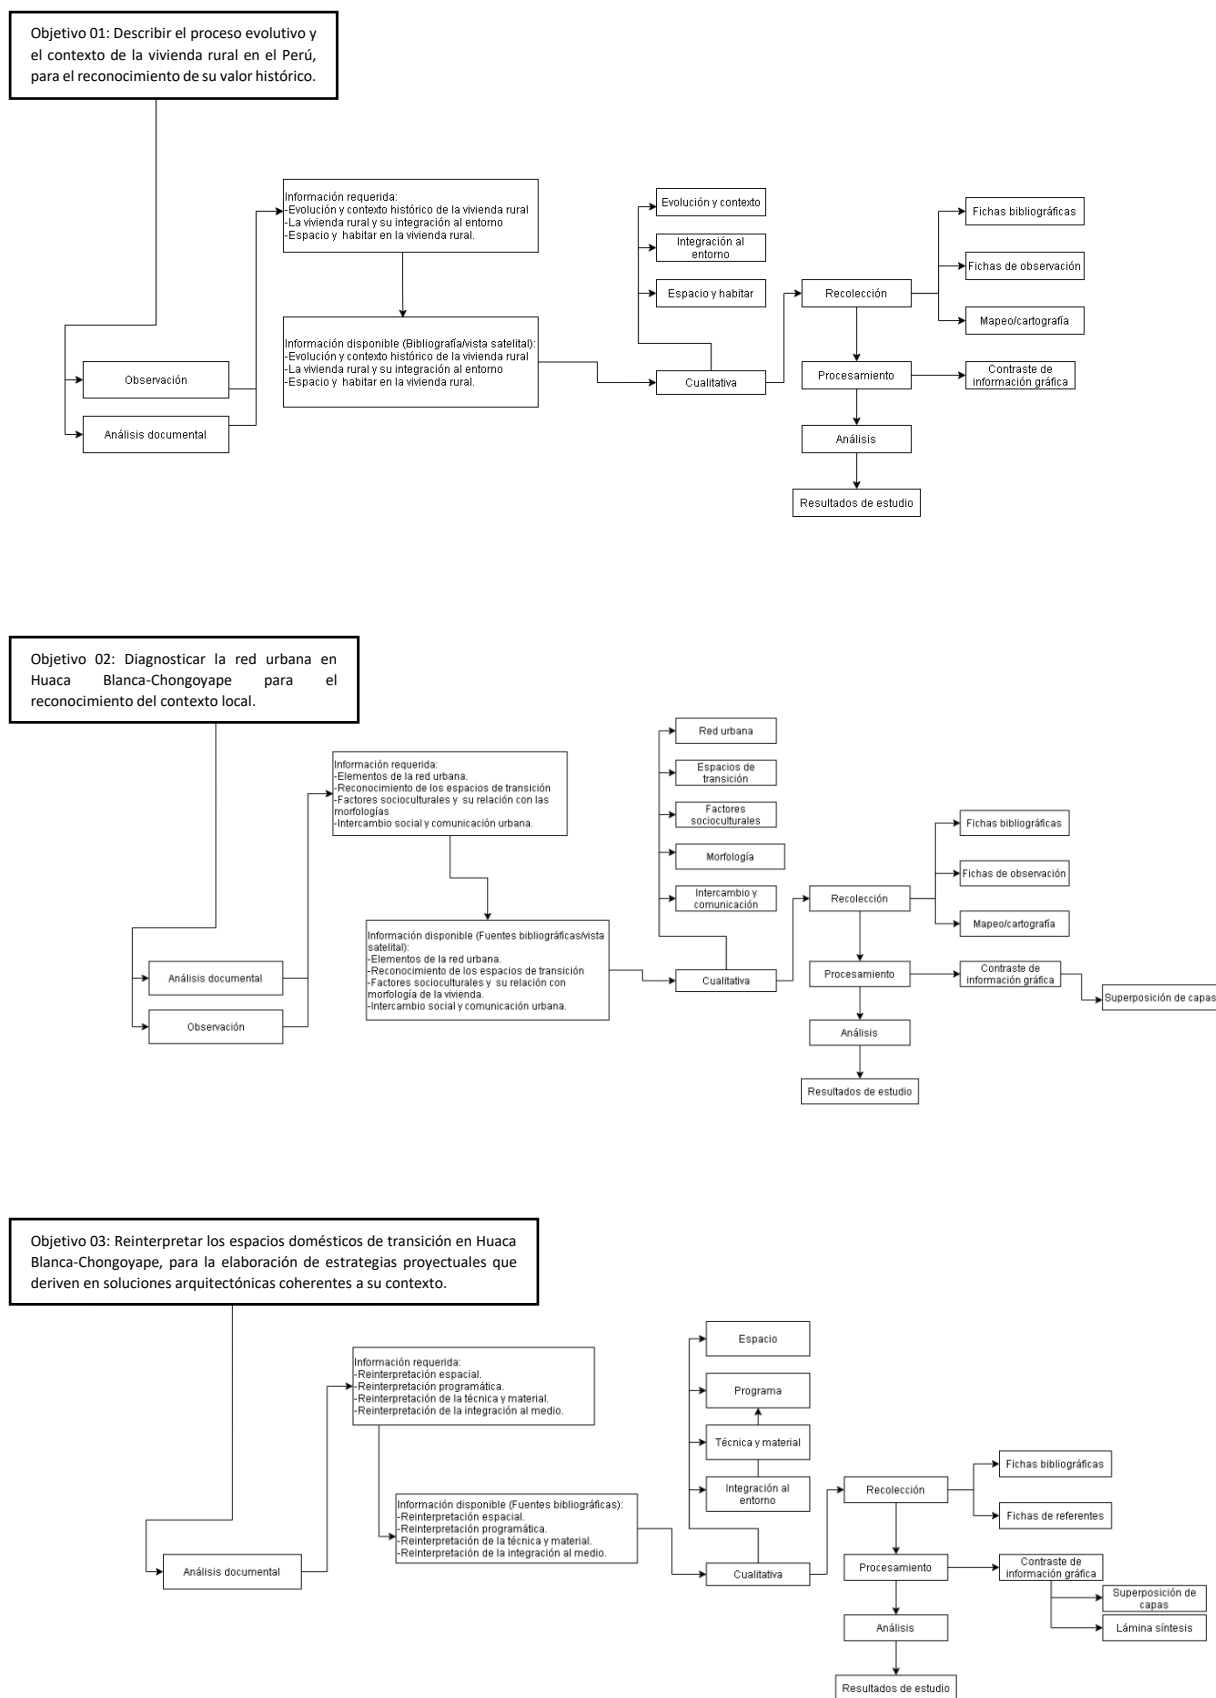 Objetivo 01: Describir el proceso evolutivo y
el contexto de la vivienda rural en el Perú,
para el reconocimiento de su valor histórico.
Información requerida:
-Evolución y contexto histórico de la vivienda rural
-La vivienda rural y su integración al entorno
-Espacio y habitar en la vivienda rural.
Información disponible (Bibliografía/vista satelital):
-Evolución y contexto histórico de la vivienda rural
-La vivienda rural y su integración al entorno
-Espacio y habitar en la vivienda rural.
Observación
Análisis documental
Evolución y contexto
Integración al
entorno
Espacio y habitar
Cualitativa
Recolección
Procesamiento
Análisis
Resultados de estudio
Fichas bibliográficas
Fichas de observación
Mapeo/cartografía
Contraste de
información gráfica
Objetivo 02: Diagnosticar la red urbana en
Huaca Blanca-Chongoyape para el
reconocimiento del contexto local.
Información requerida:
-Elementos de la red urbana.
-Reconocimiento de los espacios de transición
-Factores socioculturales y su relación con las
morfologías
-Intercambio social y comunicación urbana.
Información disponible (Fuentes bibliográficas/vista
satelital):
-Elementos de la red urbana.
-Reconocimiento de los espacios de transición
-Factores socioculturales y su relación con
morfología de la vivienda.
-Intercambio social y comunicación urbana.
Análisis documental
Observación
Red urbana
Espacios de
transición
Factores
socioculturales
Morfología
Intercambio y
comunicación
Cualitativa
Recolección
Procesamiento
Análisis
Resultados de estudio
Fichas bibliográficas
Fichas de observación
Mapeo/cartografía
Contraste de
información gráfica
Superposición de capas
Objetivo 03: Reinterpretar los espacios domésticos de transición en Huaca
Blanca-Chongoyape, para la elaboración de estrategias proyectuales que
deriven en soluciones arquitectónicas coherentes a su contexto.
Información requerida:
-Reinterpretación espacial.
-Reinterpretación programática.
-Reinterpretación de la técnica y material.
-Reinterpretación de la integración al medio.
Información disponible (Fuentes bibliográficas):
-Reinterpretación espacial.
-Reinterpretación programática.
-Reinterpretación de la técnica y material.
-Reinterpretación de la integración al medio.
Análisis documental
Espacio
Programa
Técnica y material
Integración al
entorno
Cualitativa
Recolección
Procesamiento
Análisis
Resultados de estudio
Fichas bibliográficas
Fichas de referentes
Contraste de
información gráfica
Superposición de
capas
Lámina síntesis